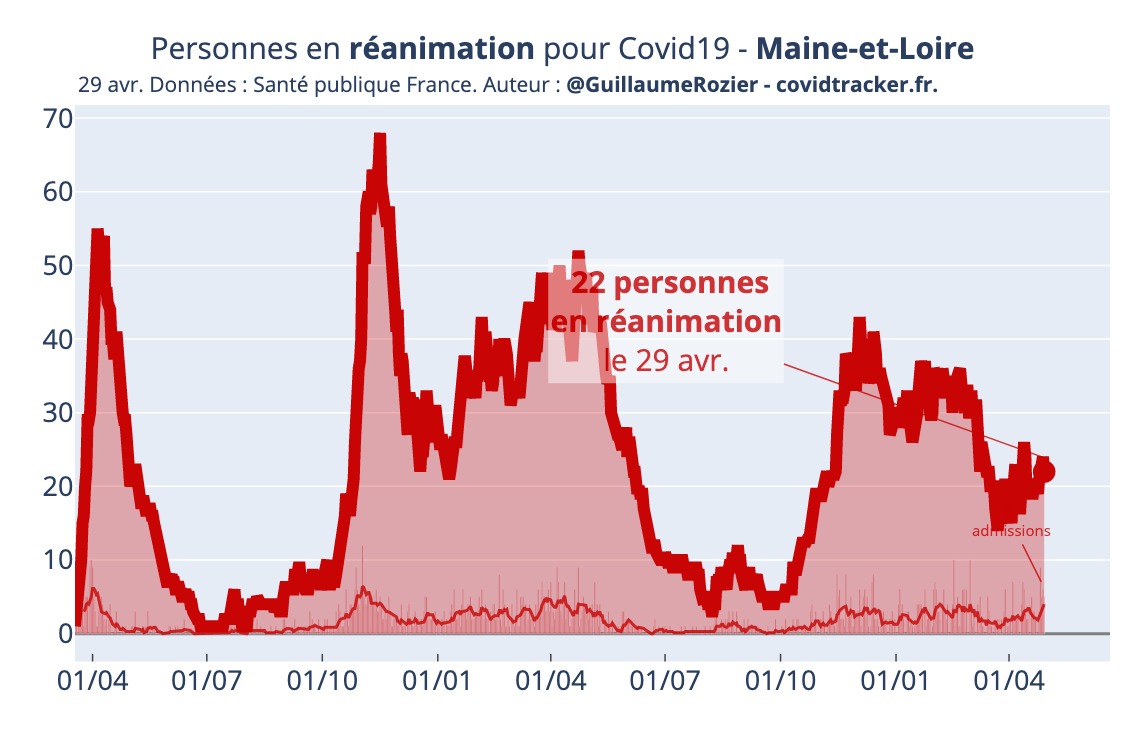 Personnes en réanimation pour Covid19 - Maine-et-Loire
29 avr. Données : Santé publique France. Auteur : @GuillaumeRozier - covidtracker.fr.
70
60
50
40
30
20
10
0
22 personnes
en réanimation
le 29 avr.
admissions
01/04 01/07 01/10 01/01 01/04 01/07 01/10 01/01 01/04